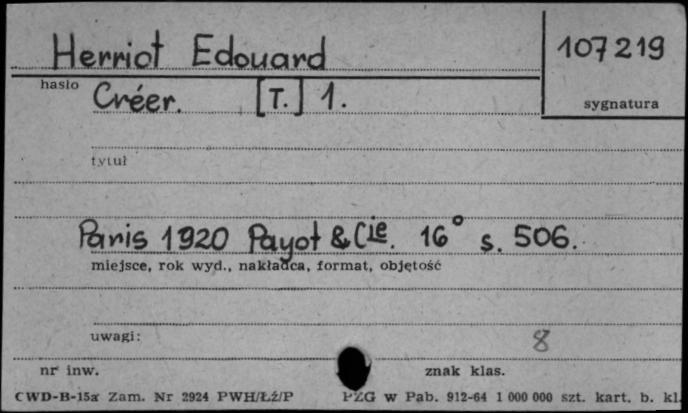 Herriot Edouard
107219
hasło
sygnatura
Créer. [T.] 1.
tytuł
Paris 1920 Payot & Cie. 16° s. 506.
miejsce, rok wyd., nakładca, format, objętość
uwagi: 8
nr inw.
znak klas.
CWD-B-15a Zam. Nr 2924 PWH/Łź/P PZG w Pab. 912-64 1 000 000 szt. kart. b. kl.